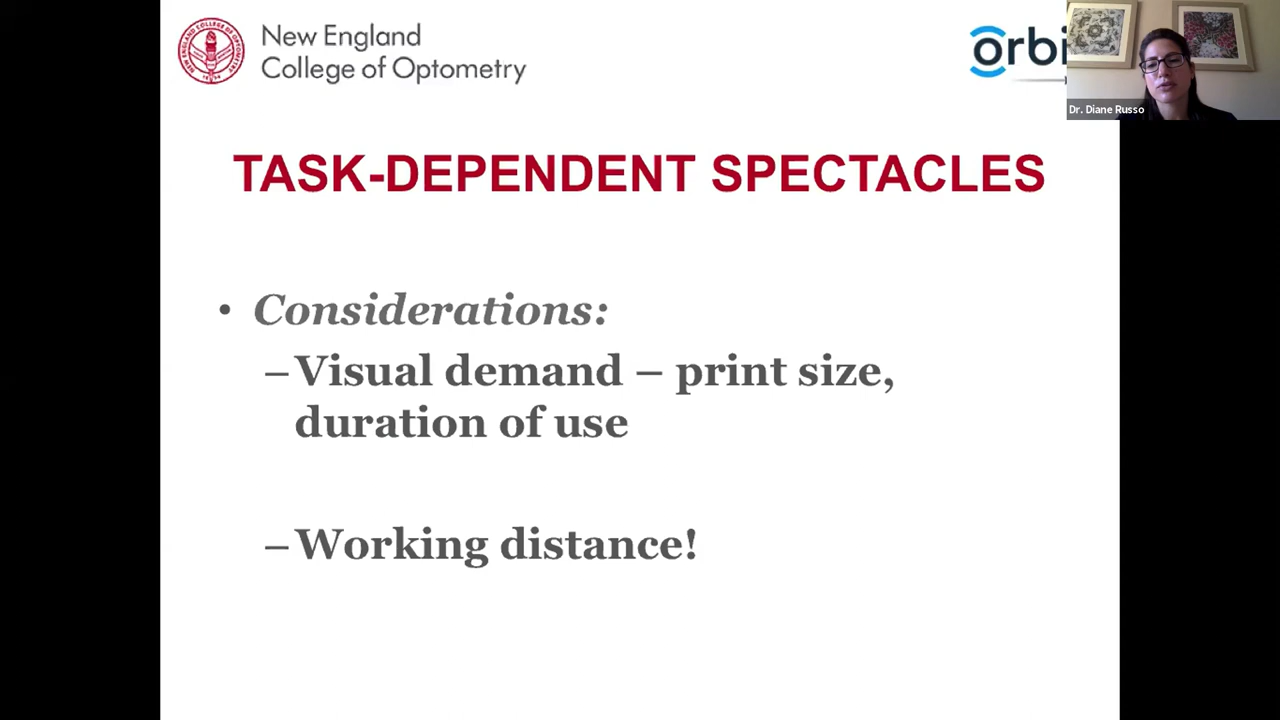 New England
College of Optometry
orbi
Dr. Diane Russo
TASK-DEPENDENT SPECTACLES
• Considerations:
– Visual demand – print size,
duration of use
– Working distance!